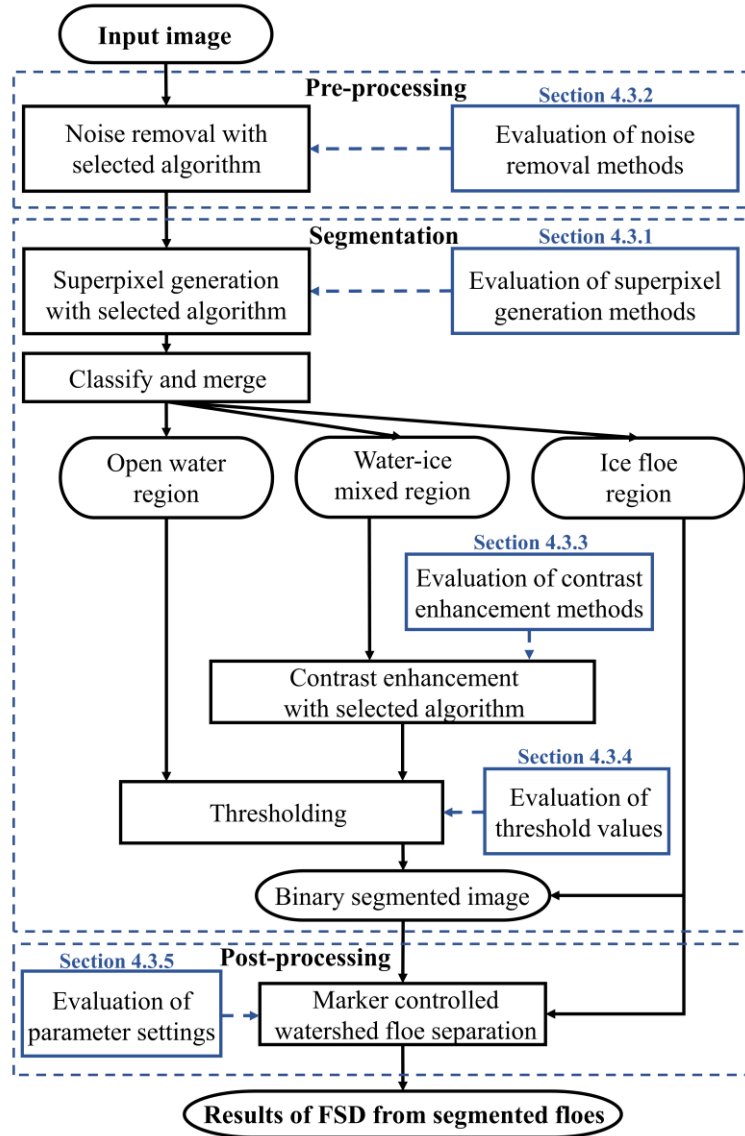 Input image
Pre-processing
Section 4.3.2
Noise removal with
selected algorithm
Evaluation of noise
removal methods
Segmentation
Section 4.3.1
Superpixel generation
with selected algorithm
Evaluation of superpixel
generation methods
Classify and merge
Open water
region
Water-ice
mixed region
Ice floe
region
Section 4.3.3
Evaluation of contrast
enhancement methods
Contrast enhancement
with selected algorithm
Section 4.3.4
Thresholding
Evaluation of
threshold values
Binary segmented image
Post-processing
Section 4.3.5
Evaluation of
parameter settings
Marker controlled
watershed floe separation
Results of FSD from segmented floes